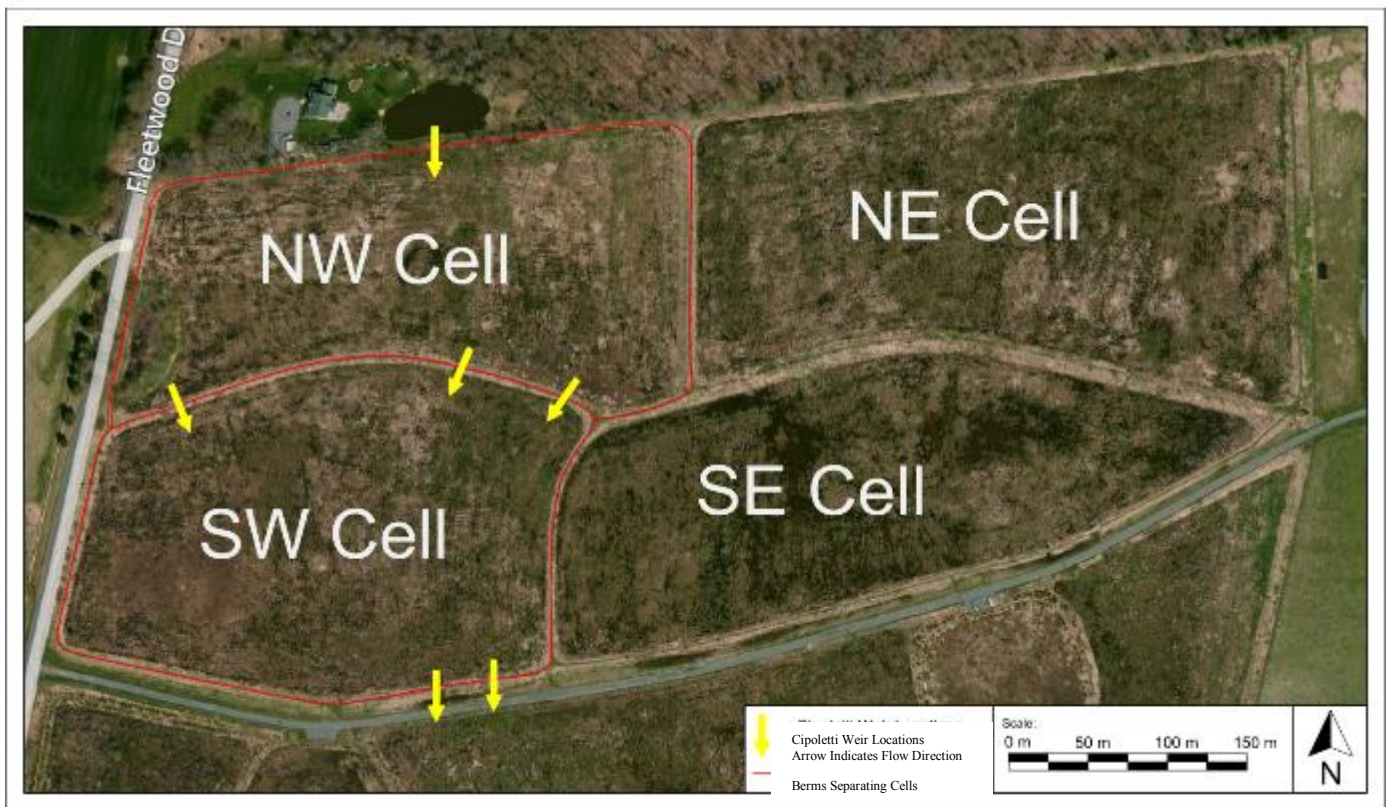 Fleetwood D
NW Cell
NE Cell
SW Cell
SE Cell
Cipoletti Weir Locations
Arrow Indicates Flow Direction
Berms Separating Cells
Scale:
0 m 50 m 100 m 150 m
N